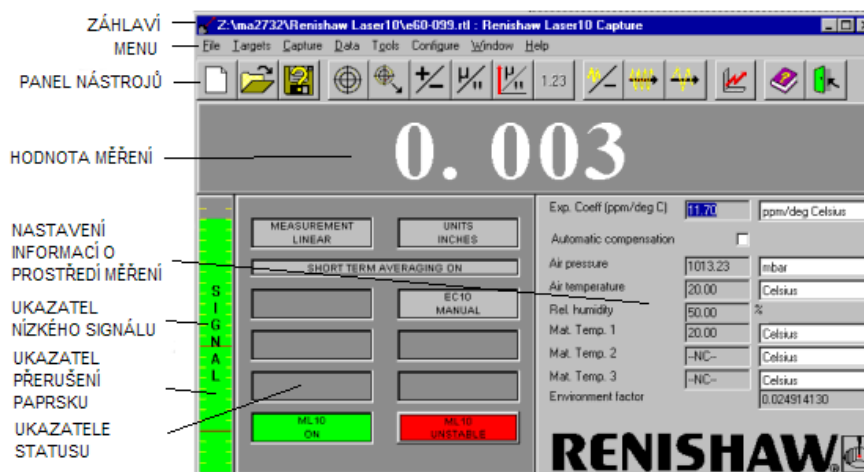 ZÁHLAVÍ
MENU
PANEL NÁSTROJŮ
HODNOTA MĚŘENÍ
NASTAVENÍ
INFORMACÍ O
PROSTŘEDÍ MĚŘENÍ
UKAZATEL
NÍZKÉHO SIGNÁLU
UKAZATEL
PŘERUŠENÍ
PAPRSKU
UKAZATELE
STATUSU
Z:\ma2732\Renishaw Laser10\e60-099.rtl : Renishaw Laser10 Capture
File Targets Capture Data Tools Configure Window Help
1.23
0.003
SIGNAL
MEASUREMENT
LINEAR
UNITS
INCHES
SHORT TERM AVERAGING ON
EC10
MANUAL
ML10
ON
ML10
UNSTABLE
Exp. Coeff (ppm/deg C) 11.70 ppm/deg Celsius
Automatic compensation
Air pressure 1013.23 mbar
Air temperature 20.00 Celsius
Rel. humidity 50.00 %
Mat. Temp. 1 20.00 Celsius
Mat. Temp. 2 --NC-- Celsius
Mat. Temp. 3 --NC-- Celsius
Environment factor 0.024914130
RENISHAW